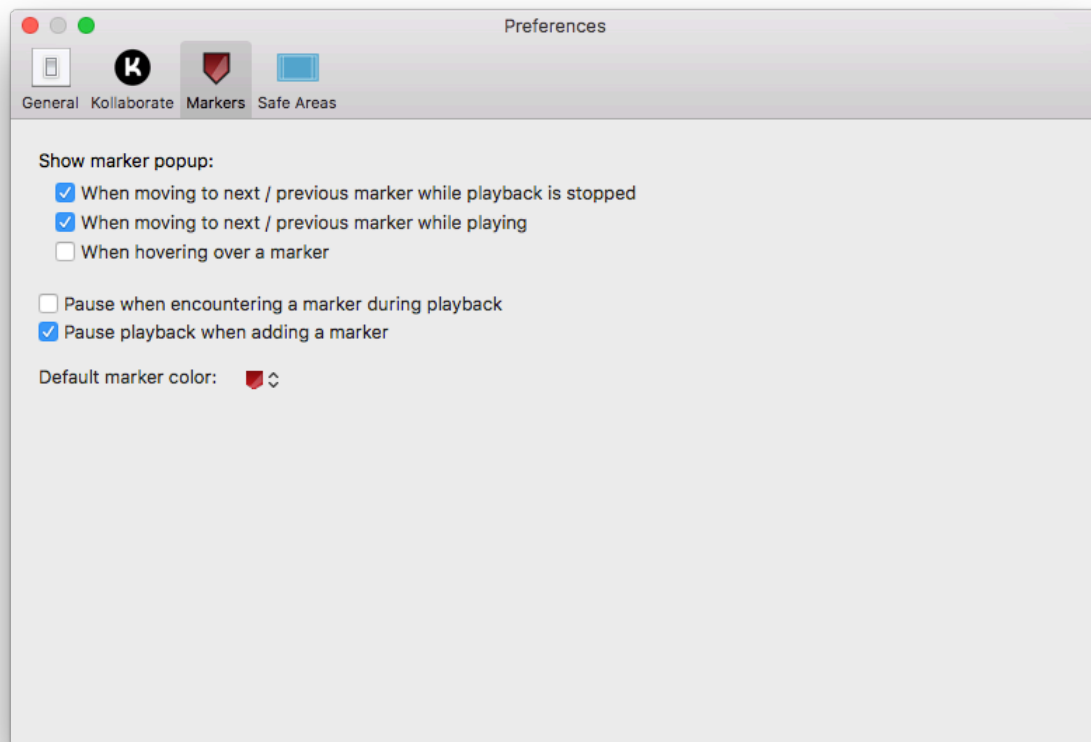 Preferences
General Kollaborate Markers Safe Areas
Show marker popup:
When moving to next / previous marker while playback is stopped
When moving to next / previous marker while playing
When hovering over a marker
Pause when encountering a marker during playback
Pause playback when adding a marker
Default marker color: